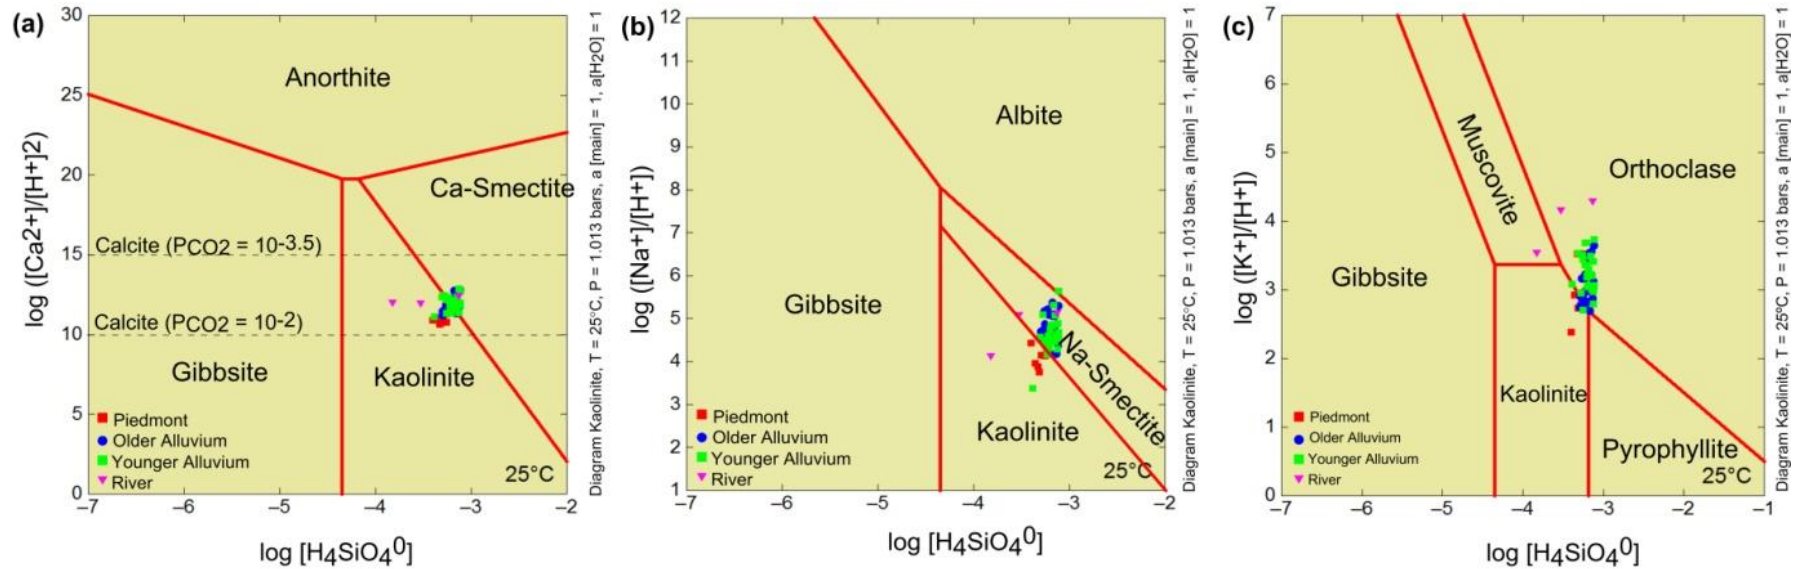 (a)
30
25
20
15
10
5
0
log ([Ca2+]/[H+]2)
Anorthite
Ca-Smectite
Calcite (PCO2 = 10-3.5)
Calcite (PCO2 = 10-2)
Gibbsite
Kaolinite
Piedmont
Older Alluvium
Younger Alluvium
River
25°C
–7 –6 –5 –4 –3 –2
log [H4SiO40]
Diagram Kaolinite, T = 25°C, P = 1.013 bars, a [main] = 1, a[H2O] = 1
(b)
12
11
10
9
8
7
6
5
4
3
2
1
log ([Na+]/[H+])
Albite
Gibbsite
Na-Smectite
Kaolinite
Piedmont
Older Alluvium
Younger Alluvium
River
25°C
–7 –6 –5 –4 –3 –2
log [H4SiO40]
Diagram Kaolinite, T = 25°C, P = 1.013 bars, a [main] = 1, a[H2O] = 1
(c)
7
6
5
4
3
2
1
0
log ([K+]/[H+])
Muscovite
Orthoclase
Gibbsite
Kaolinite
Pyrophyllite
Piedmont
Older Alluvium
Younger Alluvium
River
25°C
–7 –6 –5 –4 –3 –2 –1
log [H4SiO40]
Diagram Kaolinite, T = 25°C, P = 1.013 bars, a [main] = 1, a[H2O] = 1